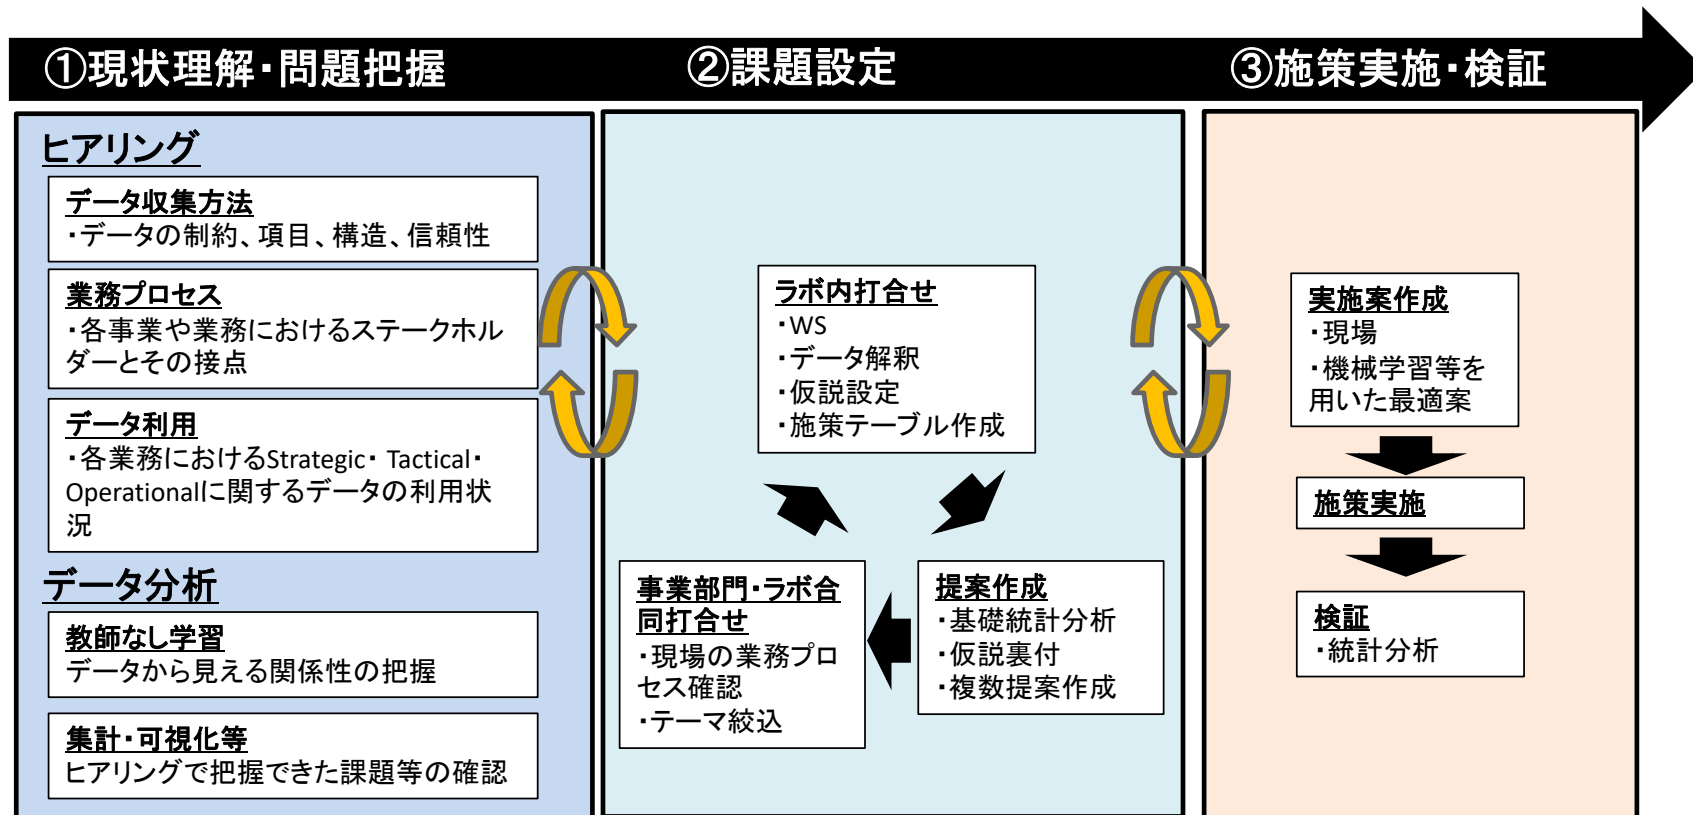 ①現状理解・問題把握
②課題設定
③施策実施・検証
ヒアリング
データ収集方法
・データの制約、項目、構造、信頼性
業務プロセス
・各事業や業務におけるステークホル
ダーとその接点
データ利用
・各業務におけるStrategic・ Tactical・
Operationalに関するデータの利用状
況
データ分析
教師なし学習
データから見える関係性の把握
集計・可視化等
ヒアリングで把握できた課題等の確認
ラボ内打合せ
・WS
・データ解釈
・仮説設定
・施策テーブル作成
事業部門・ラボ合
同打合せ
・現場の業務プロ
セス確認
・テーマ絞込
提案作成
・基礎統計分析
・仮説裏付
・複数提案作成
実施案作成
・現場
・機械学習等を
用いた最適案
施策実施
検証
・統計分析